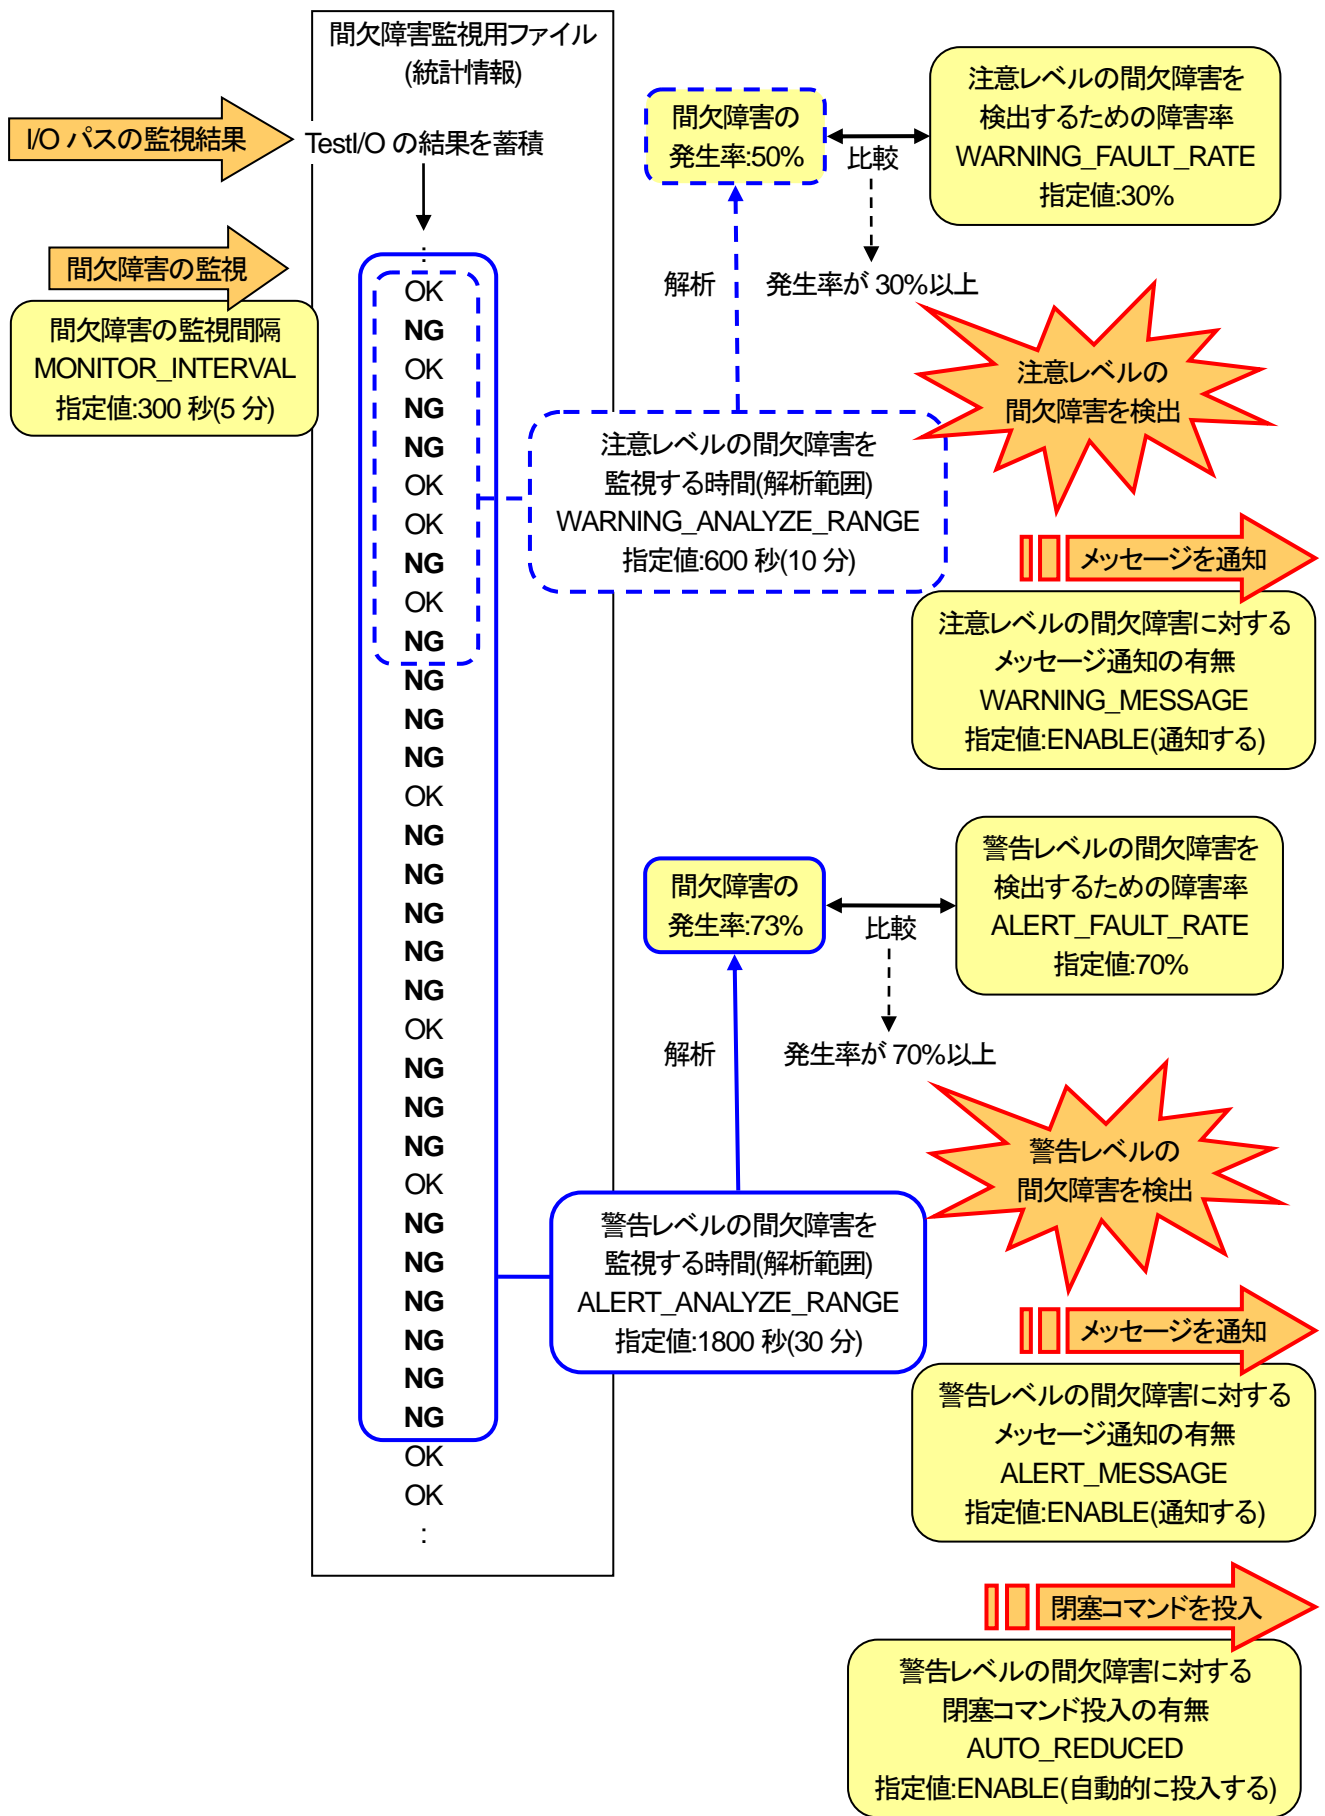 間欠障害監視用ファイル
(統計情報)
I/O パスの監視結果
TestI/O の結果を蓄積
:
間欠障害の監視
間欠障害の監視間隔
MONITOR_INTERVAL
指定値:300 秒(5 分)
OK
NG
OK
NG
NG
OK
OK
NG
OK
NG
NG
NG
NG
OK
NG
NG
NG
NG
NG
OK
NG
NG
NG
OK
NG
NG
NG
NG
NG
NG
OK
OK
:
間欠障害の
発生率:50%
比較
注意レベルの間欠障害を
検出するための障害率
WARNING_FAULT_RATE
指定値:30%
解析
発生率が 30%以上
注意レベルの
間欠障害を検出
注意レベルの間欠障害を
監視する時間(解析範囲)
WARNING_ANALYZE_RANGE
指定値:600 秒(10 分)
メッセージを通知
注意レベルの間欠障害に対する
メッセージ通知の有無
WARNING_MESSAGE
指定値:ENABLE(通知する)
間欠障害の
発生率:73%
比較
警告レベルの間欠障害を
検出するための障害率
ALERT_FAULT_RATE
指定値:70%
解析
発生率が 70%以上
警告レベルの
間欠障害を検出
警告レベルの間欠障害を
監視する時間(解析範囲)
ALERT_ANALYZE_RANGE
指定値:1800 秒(30 分)
メッセージを通知
警告レベルの間欠障害に対する
メッセージ通知の有無
ALERT_MESSAGE
指定値:ENABLE(通知する)
閉塞コマンドを投入
警告レベルの間欠障害に対する
閉塞コマンド投入の有無
AUTO_REDUCED
指定値:ENABLE(自動的に投入する)